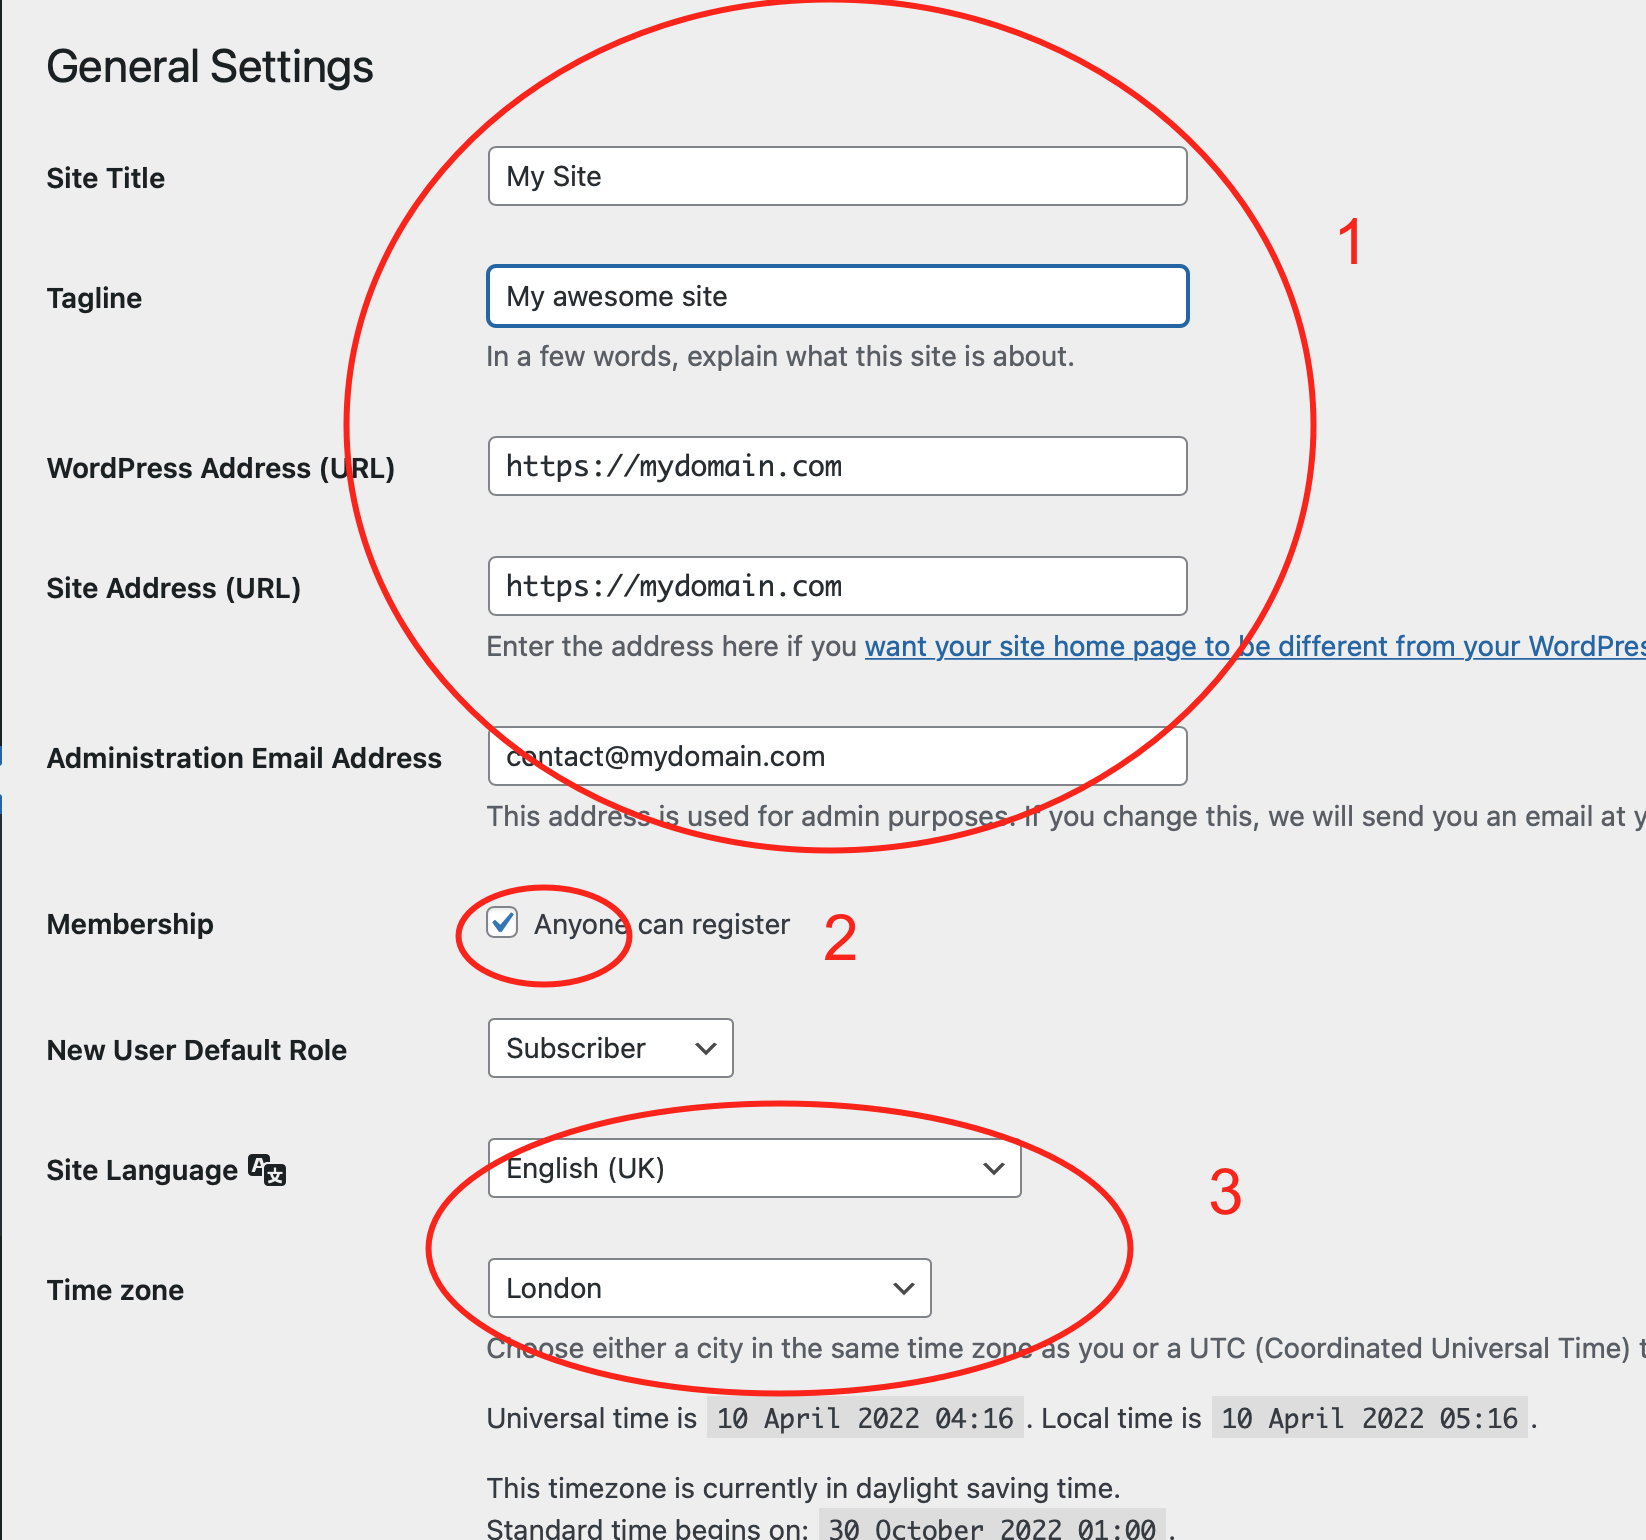 General Settings
Site Title
My Site
1
Tagline
My awesome site
In a few words, explain what this site is about.
WordPress Address (URL)
https://mydomain.com
Site Address (URL)
https://mydomain.com
Enter the address here if you want your site home page to be different from your WordPres
Administration Email Address
contact@mydomain.com
This address is used for admin purposes. If you change this, we will send you an email at y
Membership
Anyone can register
2
New User Default Role
Subscriber
Site Language
English (UK)
3
Time zone
London
Choose either a city in the same time zone as you or a UTC (Coordinated Universal Time) t
Universal time is 10 April 2022 04:16 . Local time is 10 April 2022 05:16 .
This timezone is currently in daylight saving time.
Standard time begins on: 30 October 2022 01:00 .